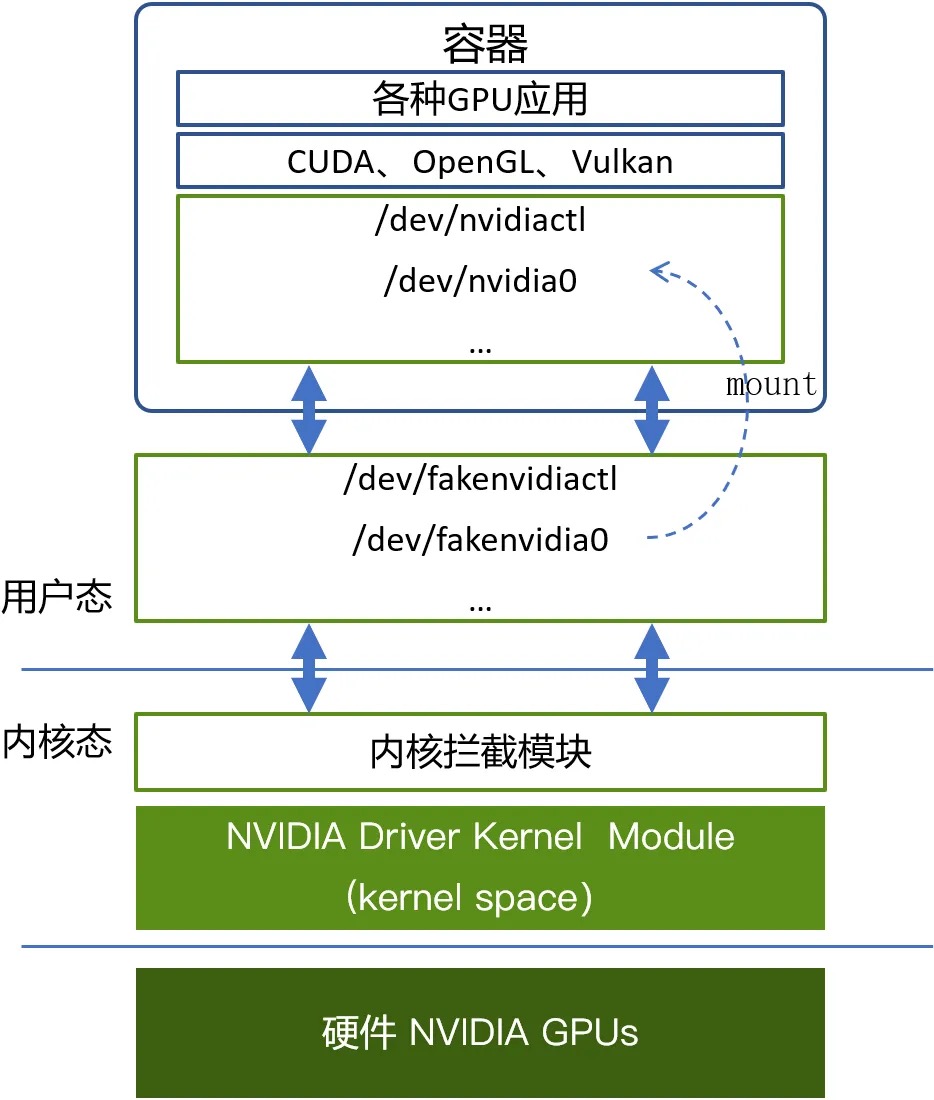 容器
各种GPU应用
CUDA、OpenGL、Vulkan
/dev/nvidiactl
/dev/nvidia0
...
mount
/dev/fakenvidiactl
/dev/fakenvidia0
...
用户态
内核态
内核拦截模块
NVIDIA Driver Kernel Module
(kernel space)
硬件 NVIDIA GPUs